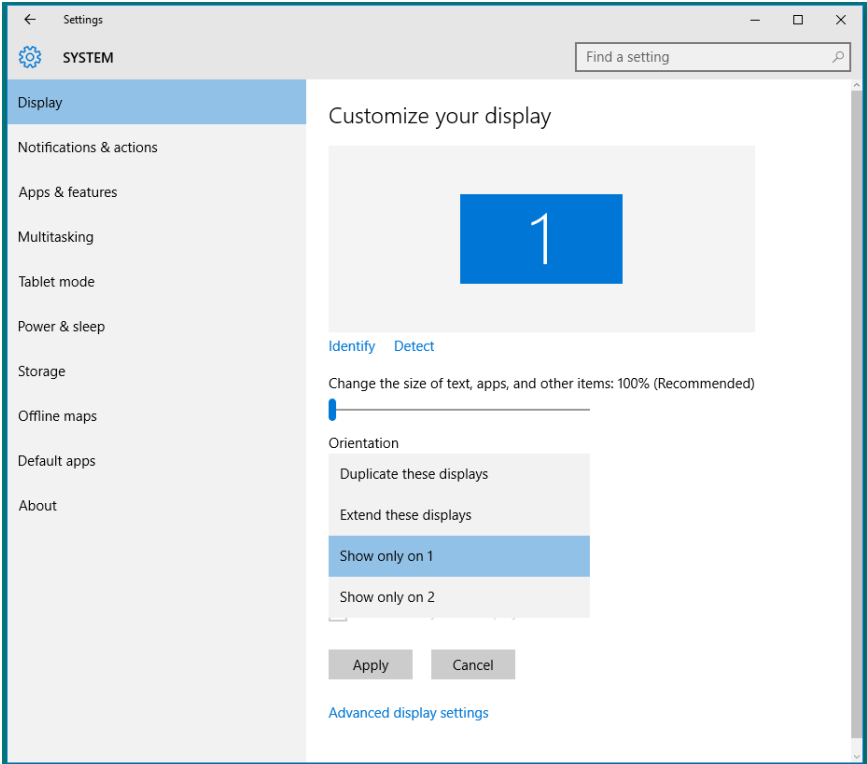 Settings
SYSTEM
Find a setting
Display
Notifications & actions
Apps & features
Multitasking
Tablet mode
Power & sleep
Storage
Offline maps
Default apps
About
Customize your display
1
Identify Detect
Change the size of text, apps, and other items: 100% (Recommended)
Orientation
Duplicate these displays
Extend these displays
Show only on 1
Show only on 2
Apply Cancel
Advanced display settings